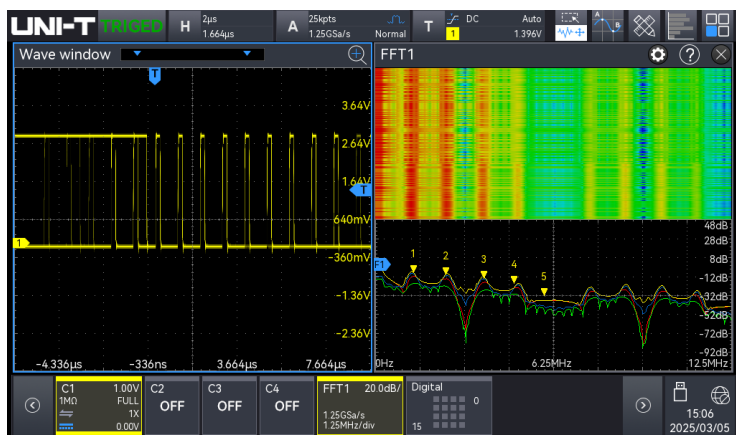 UNI-T TRIGED H 2μs 1.664μs A 25kpts 1.25GSa/s Normal T DC 1 Auto 1.396V
Wave window
T
3.64V
2.64V
1.64V
T
640mV
1
-360mV
-1.36V
-2.36V
-4.336μs -336ns 3.664μs 7.664μs
FFT1
48dB
28dB
8dB
-12dB
-32dB
-52dB
-72dB
-92dB
F1
1 2 3 4 5
0Hz 6.25MHz 12.5MHz
C1 1.00V
1MΩ FULL
1X
0.00V
C2
OFF
C3
OFF
C4
OFF
FFT1 20.0dB/
1.25GSa/s
1.25MHz/div
Digital
0
15
15:06
2025/03/05